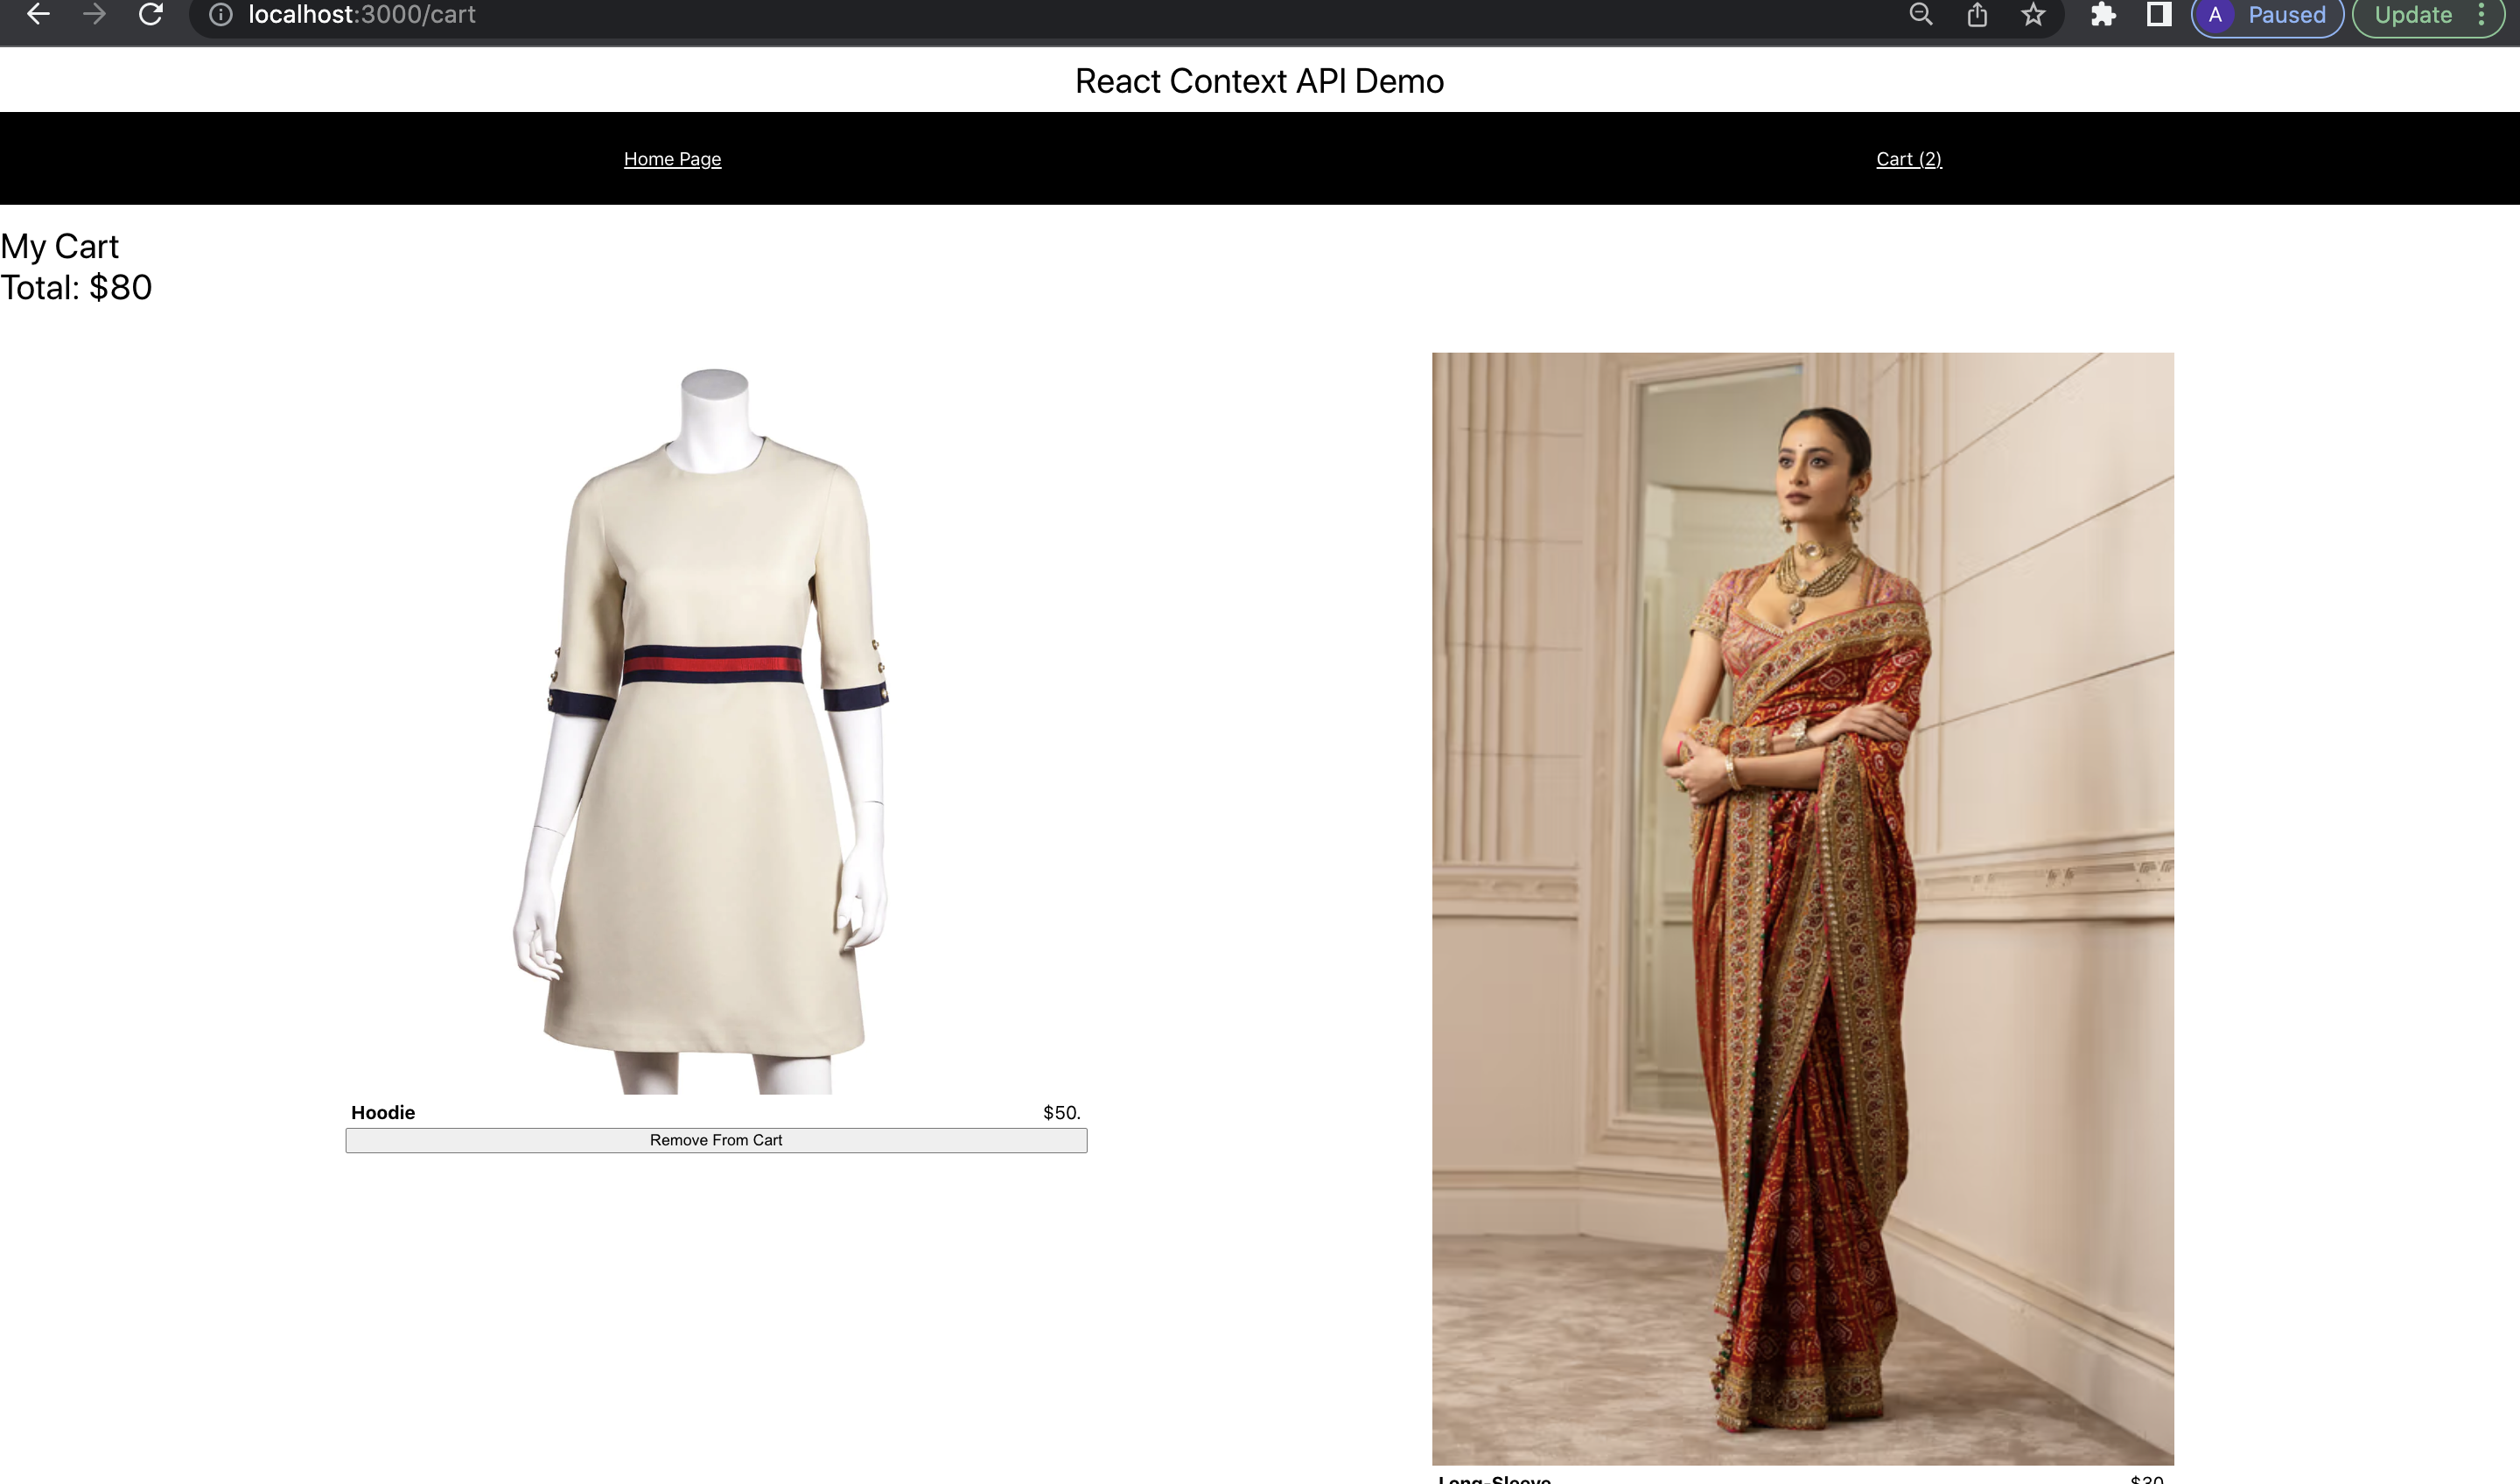 localhost:3000/cart
A Paused Update
React Context API Demo
Home Page Cart (2)
My Cart
Total: $80
Hoodie $50.
Remove From Cart
Long-Sleeve $30